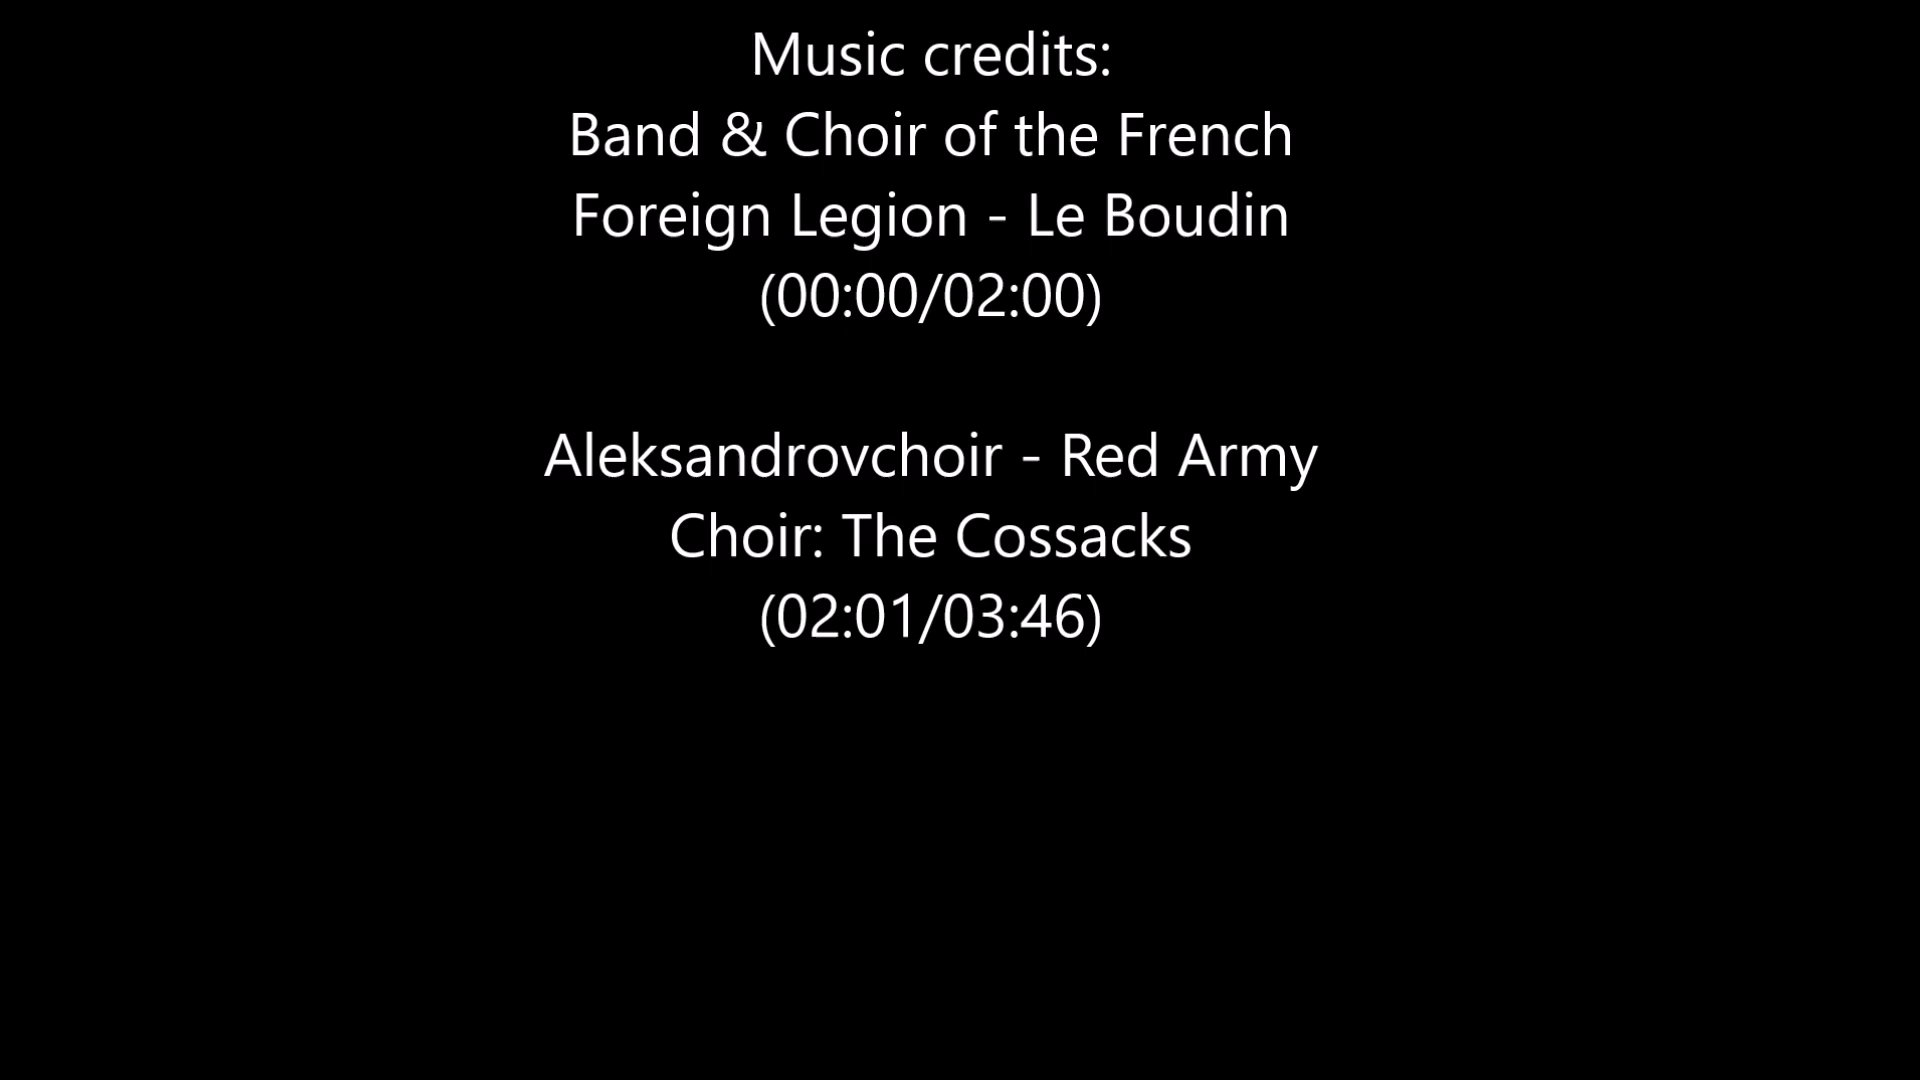 Music credits:
Band & Choir of the French
Foreign Legion - Le Boudin
(00:00/02:00)
Aleksandrovchoir - Red Army
Choir: The Cossacks
(02:01/03:46)